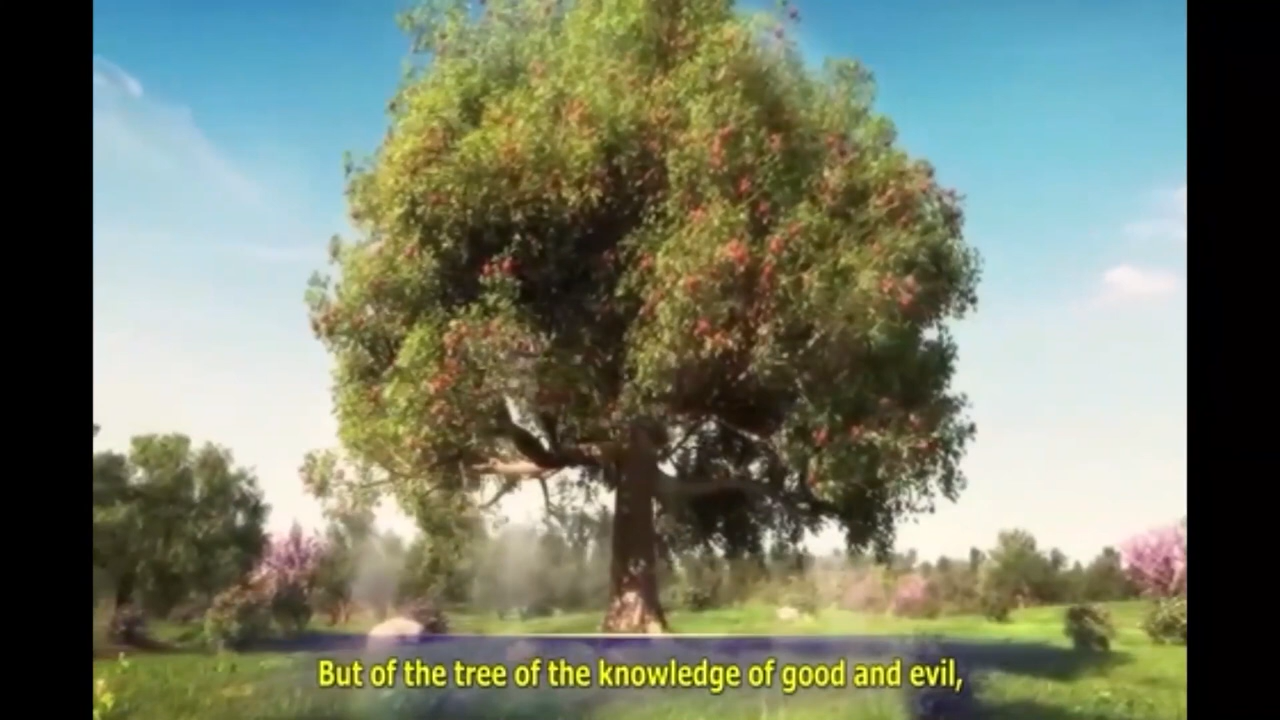 But of the tree of the knowledge of good and evil,